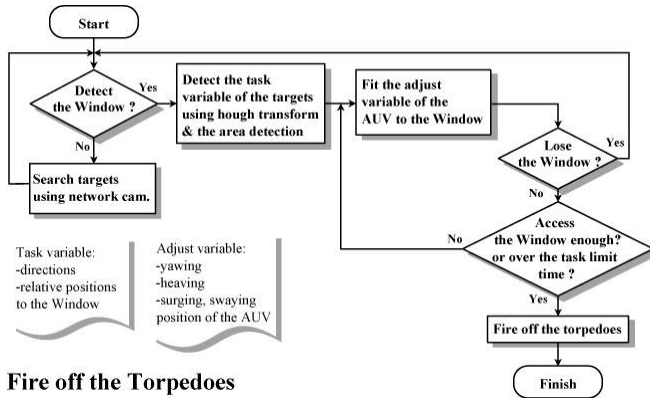 Start
Detect
the Window ?
Yes
No
Search targets
using network cam.
Detect the task
variable of the targets
using hough transform
& the area detection
Fit the adjust
variable of the
AUV to the Window
Lose
the Window ?
Yes
No
Access
the Window enough?
or over the task limit
time ?
No
Yes
Fire off the torpedoes
Finish
Task variable:
-directions
-relative positions
to the Window
Adjust variable:
-yawing
-heaving
-surging, swaying
position of the AUV
Fire off the Torpedoes